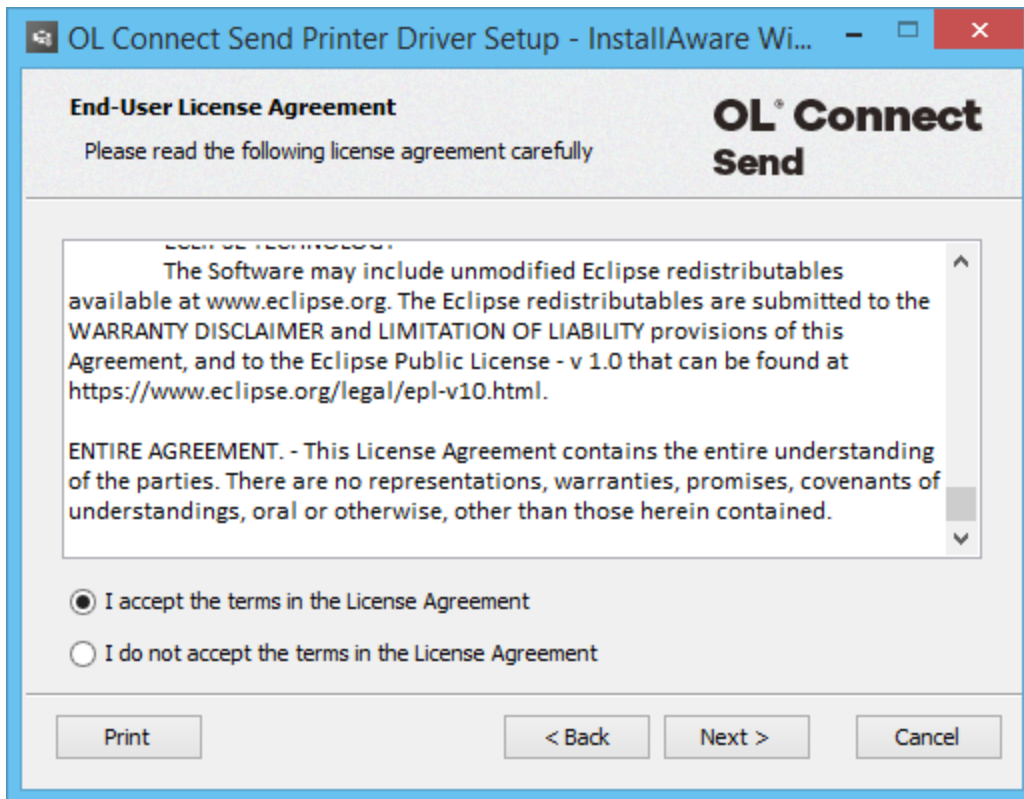 OL Connect Send Printer Driver Setup - InstallAware Wi...
End-User License Agreement
Please read the following license agreement carefully
OL® Connect
Send
ECLIPSE TECHNOLOGY
The Software may include unmodified Eclipse redistributables
available at www.eclipse.org. The Eclipse redistributables are submitted to the
WARRANTY DISCLAIMER and LIMITATION OF LIABILITY provisions of this
Agreement, and to the Eclipse Public License - v 1.0 that can be found at
https://www.eclipse.org/legal/epl-v10.html.
ENTIRE AGREEMENT. - This License Agreement contains the entire understanding
of the parties. There are no representations, warranties, promises, covenants of
understandings, oral or otherwise, other than those herein contained.
I accept the terms in the License Agreement
I do not accept the terms in the License Agreement
Print
< Back
Next >
Cancel